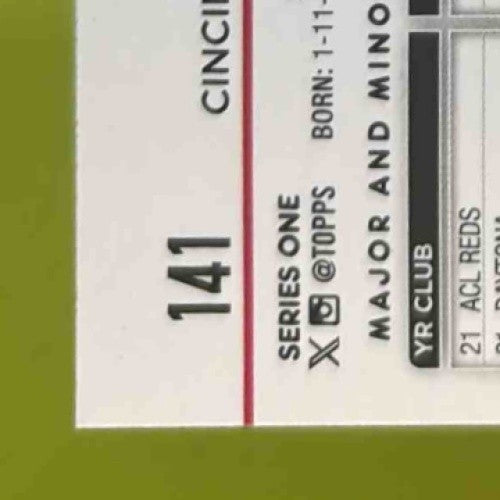 141
CINCI
SERIES ONE
X @TOPPS BORN: 1-11-
MAJOR AND MINO
YR CLUB
21 ACL REDS